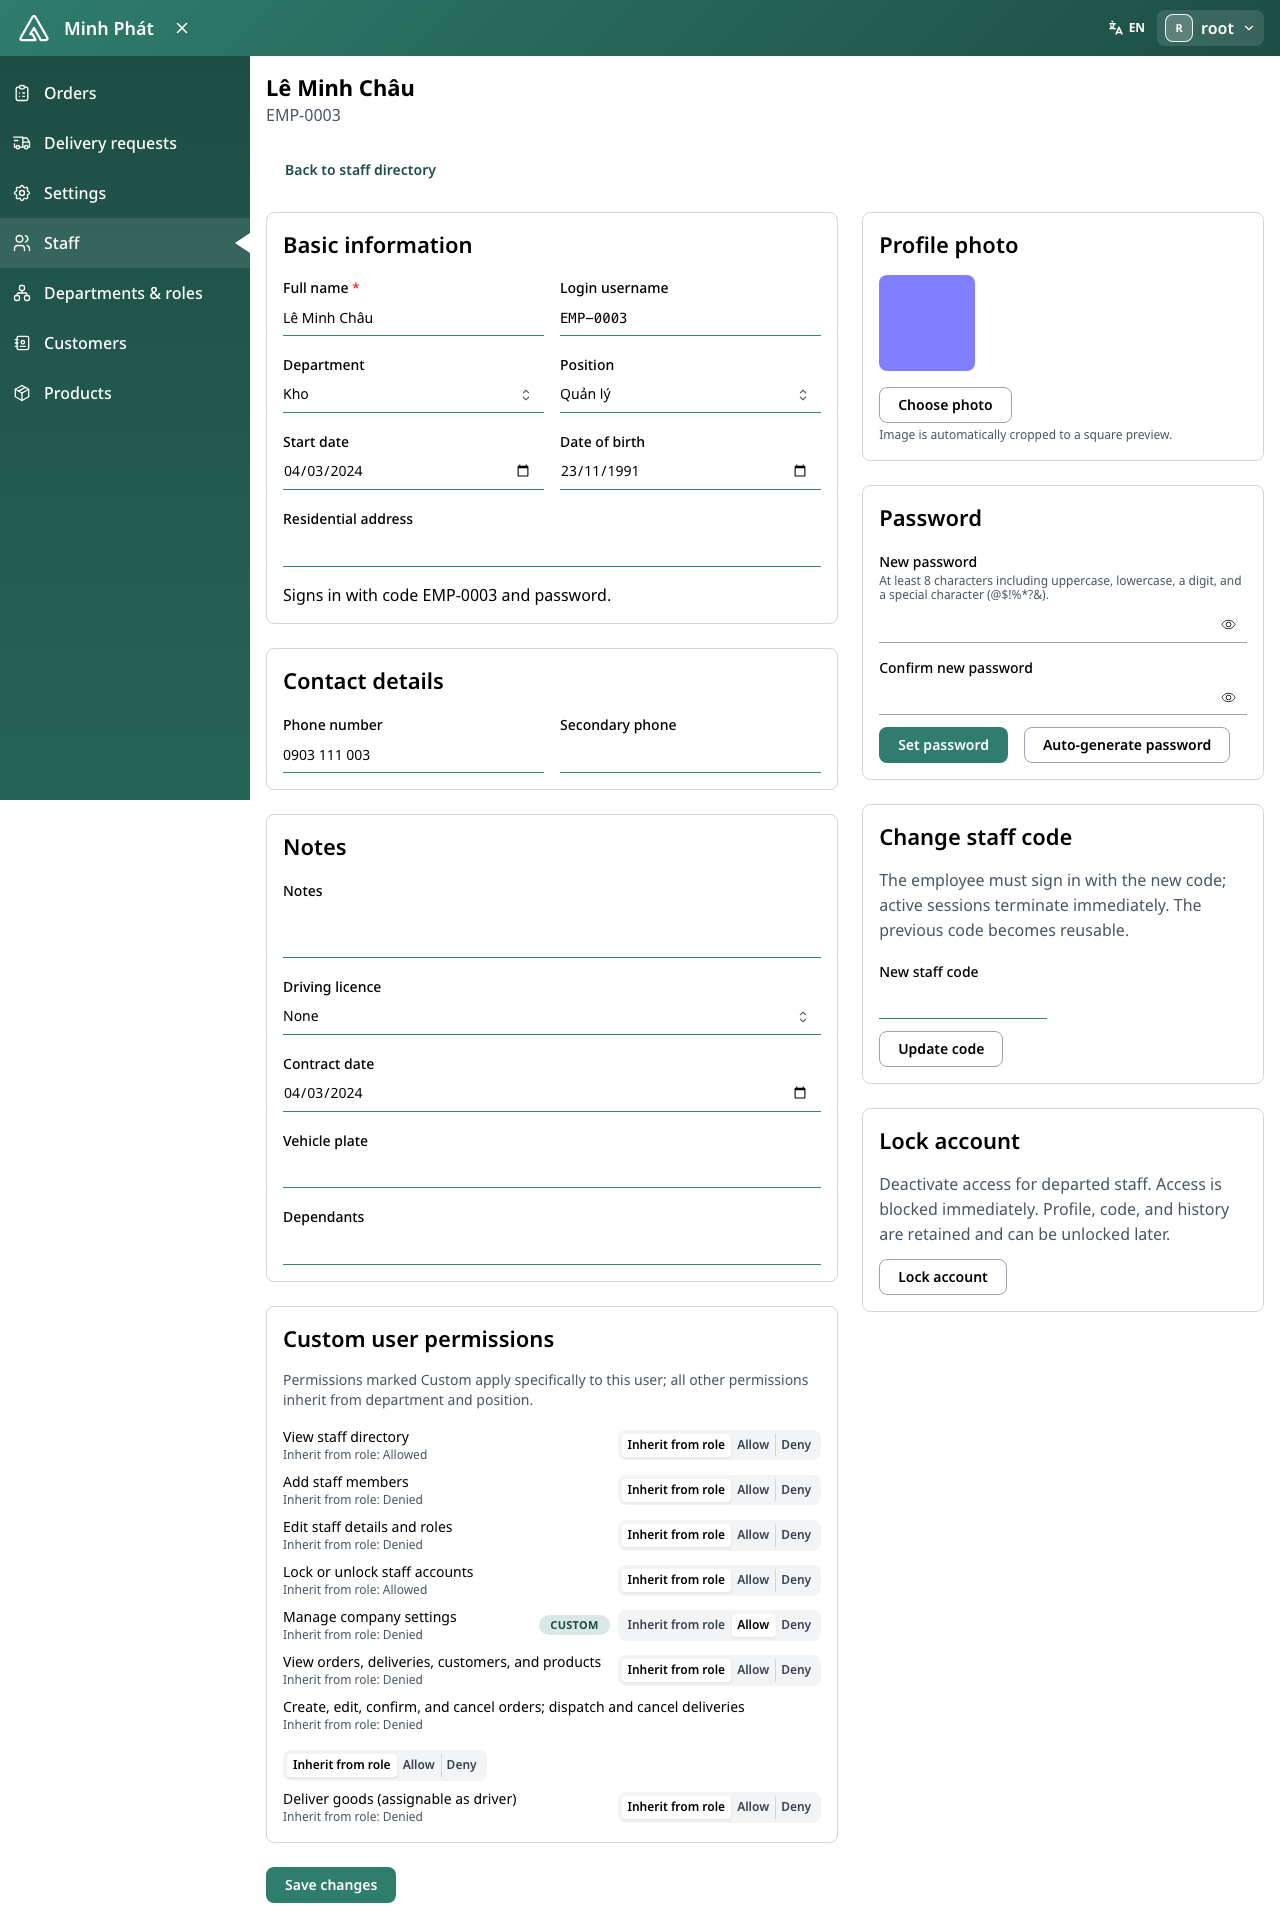 Minh Phát
EN
R
root
Orders
Delivery requests
Settings
Staff
Departments & roles
Customers
Products
Lê Minh Châu
EMP-0003
Back to staff directory
Basic information
Full name *
Lê Minh Châu
Login username
EMP-0003
Department
Kho
Position
Quản lý
Start date
04/03/2024
Date of birth
23/11/1991
Residential address
Signs in with code EMP-0003 and password.
Contact details
Phone number
0903 111 003
Secondary phone
Notes
Notes
Driving licence
None
Contract date
04/03/2024
Vehicle plate
Dependants
Custom user permissions
Permissions marked Custom apply specifically to this user; all other permissions
inherit from department and position.
View staff directory
Inherit from role: Allowed
Inherit from role Allow Deny
Add staff members
Inherit from role: Denied
Inherit from role Allow Deny
Edit staff details and roles
Inherit from role: Denied
Inherit from role Allow Deny
Lock or unlock staff accounts
Inherit from role: Allowed
Inherit from role Allow Deny
Manage company settings
Inherit from role: Denied
CUSTOM
Inherit from role Allow Deny
View orders, deliveries, customers, and products
Inherit from role: Denied
Inherit from role Allow Deny
Create, edit, confirm, and cancel orders; dispatch and cancel deliveries
Inherit from role: Denied
Inherit from role Allow Deny
Deliver goods (assignable as driver)
Inherit from role: Denied
Inherit from role Allow Deny
Save changes
Profile photo
Choose photo
Image is automatically cropped to a square preview.
Password
New password
At least 8 characters including uppercase, lowercase, a digit, and
a special character (@$!%*?&).
Confirm new password
Set password
Auto-generate password
Change staff code
The employee must sign in with the new code;
active sessions terminate immediately. The
previous code becomes reusable.
New staff code
Update code
Lock account
Deactivate access for departed staff. Access is
blocked immediately. Profile, code, and history
are retained and can be unlocked later.
Lock account